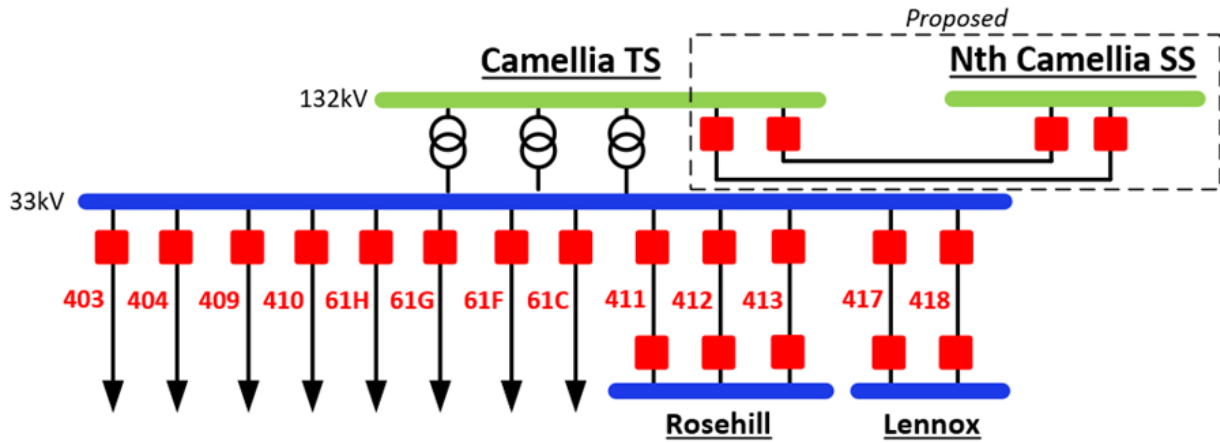 Proposed
Camellia TS
Nth Camellia SS
132kV
33kV
403
404
409
410
61H
61G
61F
61C
411
412
413
417
418
Rosehill
Lennox